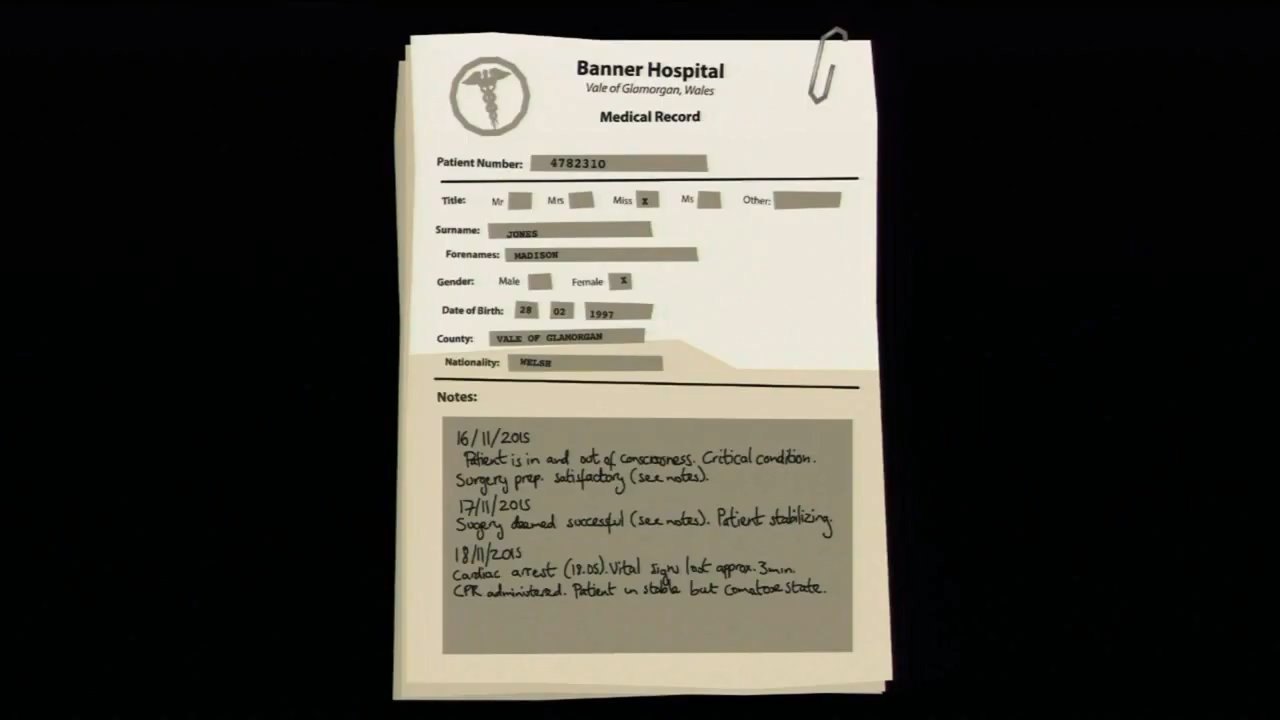 Banner Hospital
Vale of Glamorgan, Wales
Medical Record
Patient Number: 4782310
Title: Mr Mrs Miss X Ms Other:
Surname: JONES
Forenames: MADISON
Gender: Male Female X
Date of Birth: 28 02 1997
County: VALE OF GLAMORGAN
Nationality: WELSH
Notes:
16/11/2015
Patient is in and out of consciousness. Critical condition.
Surgery prep. satisfactory (see notes).
17/11/2015
Sugery deemed successful (see notes). Patient stabilizing.
18/11/2015
Cardiac arrest (18.05). Vital signs lost approx. 3min.
CPR administered. Patient in stable but comatose state.